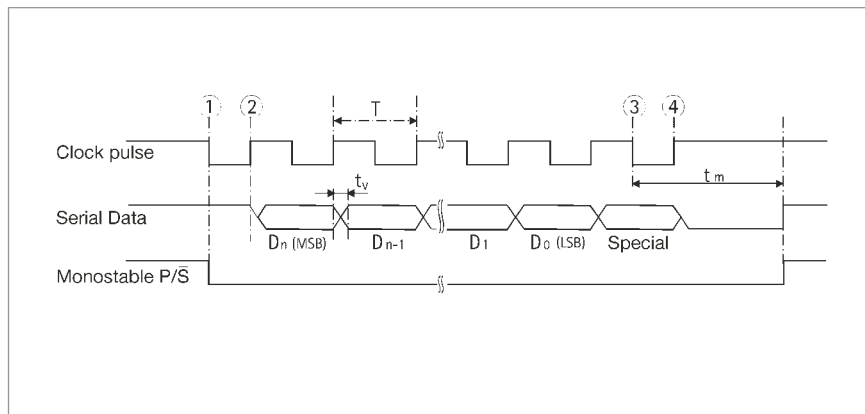 ① ② T ③ ④
Clock pulse
tm
tv
Serial Data
Dn (MSB) Dn-1 D1 D0 (LSB) Special
Monostable P/S̅